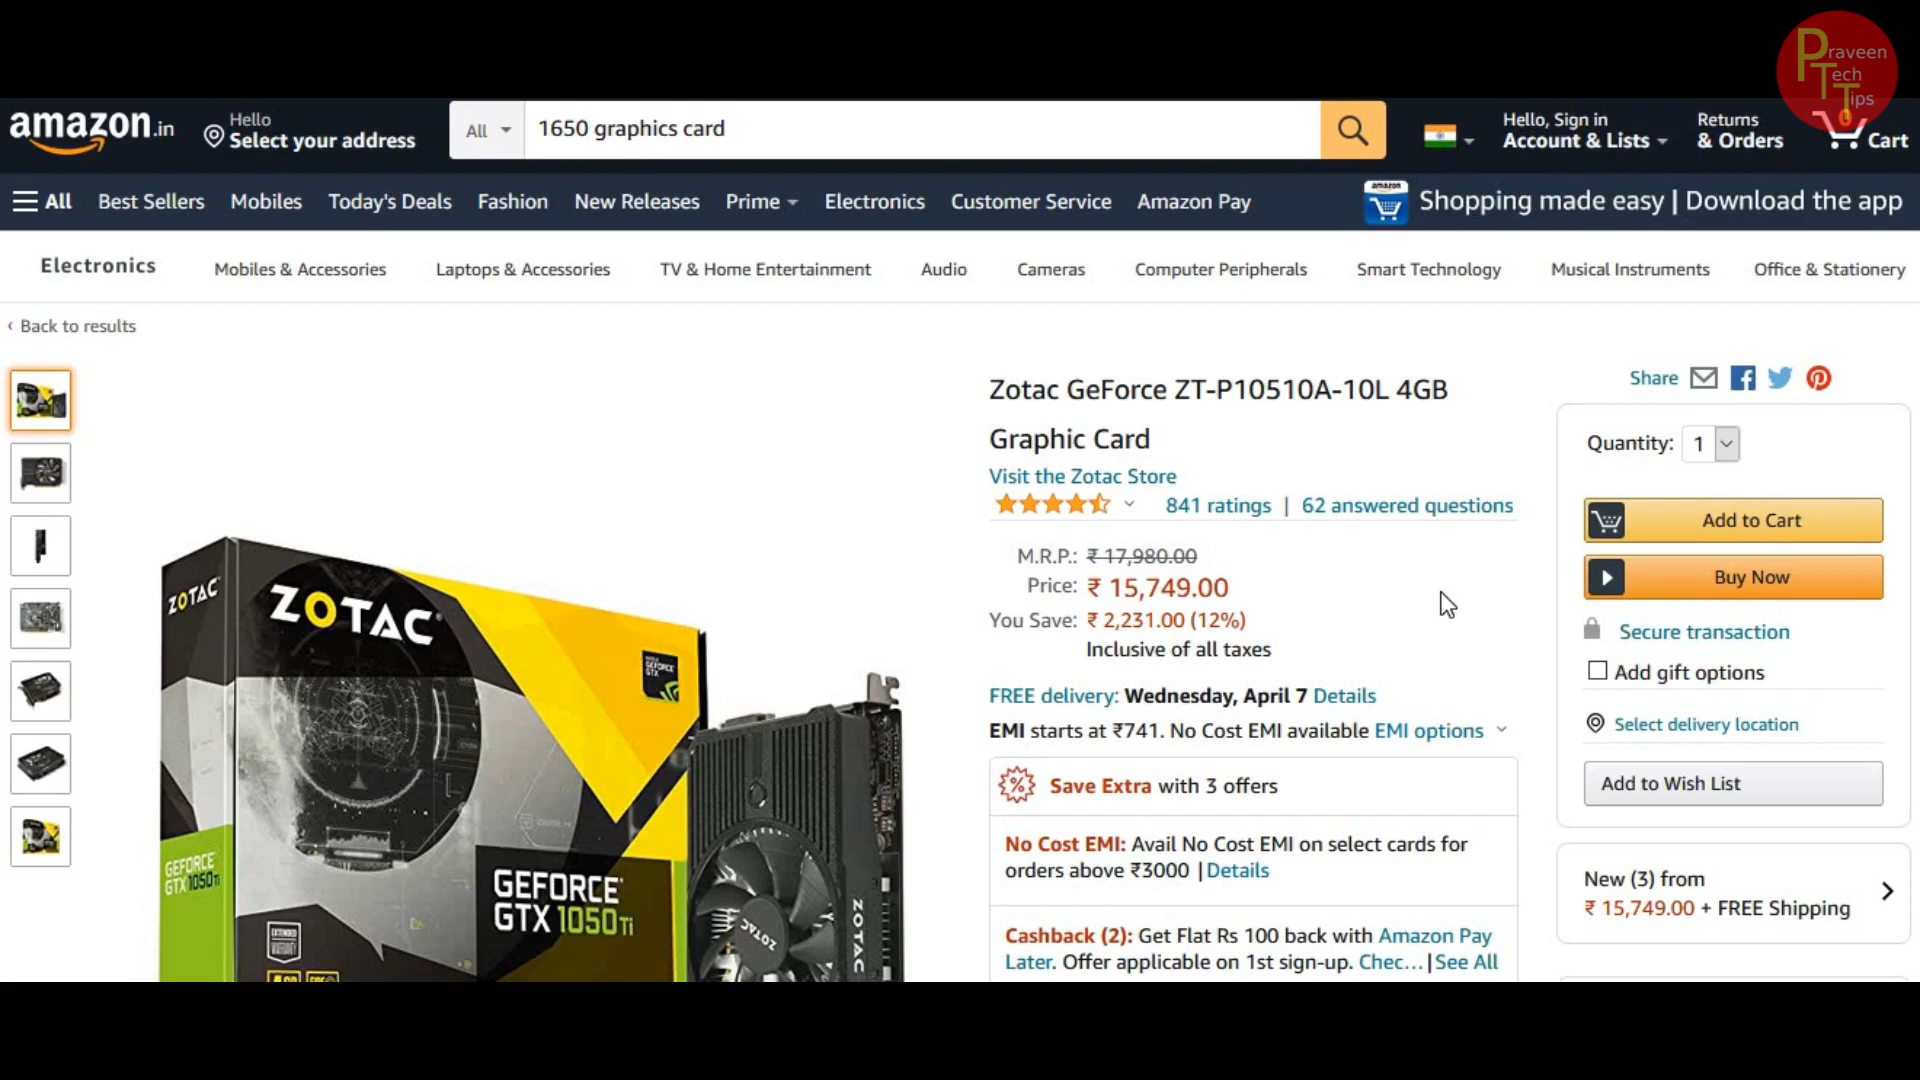 Praveen
Tech
Tips
amazon.in
Hello
Select your address
All
1650 graphics card
Hello, Sign in
Account & Lists
Returns
& Orders
0
Cart
All
Best Sellers
Mobiles
Today's Deals
Fashion
New Releases
Prime
Electronics
Customer Service
Amazon Pay
amazon
Shopping made easy | Download the app
Electronics
Mobiles & Accessories
Laptops & Accessories
TV & Home Entertainment
Audio
Cameras
Computer Peripherals
Smart Technology
Musical Instruments
Office & Stationery
‹ Back to results
Zotac GeForce ZT-P10510A-10L 4GB
Graphic Card
Visit the Zotac Store
841 ratings | 62 answered questions
M.R.P.: ₹ 17,980.00
Price: ₹ 15,749.00
You Save: ₹ 2,231.00 (12%)
Inclusive of all taxes
FREE delivery: Wednesday, April 7 Details
EMI starts at ₹741. No Cost EMI available EMI options
Save Extra with 3 offers
No Cost EMI: Avail No Cost EMI on select cards for
orders above ₹3000 | Details
Cashback (2): Get Flat Rs 100 back with Amazon Pay
Later. Offer applicable on 1st sign-up. Chec... | See All
Share
Quantity: 1
Add to Cart
Buy Now
Secure transaction
Add gift options
Select delivery location
Add to Wish List
New (3) from
₹ 15,749.00 + FREE Shipping
ZOTAC
ZOTAC
GEFORCE
GTX
GEFORCE
GTX 1050Ti
GEFORCE
GTX 1050Ti
EXTENDED
WARRANTY
ZOTAC
ZOTAC